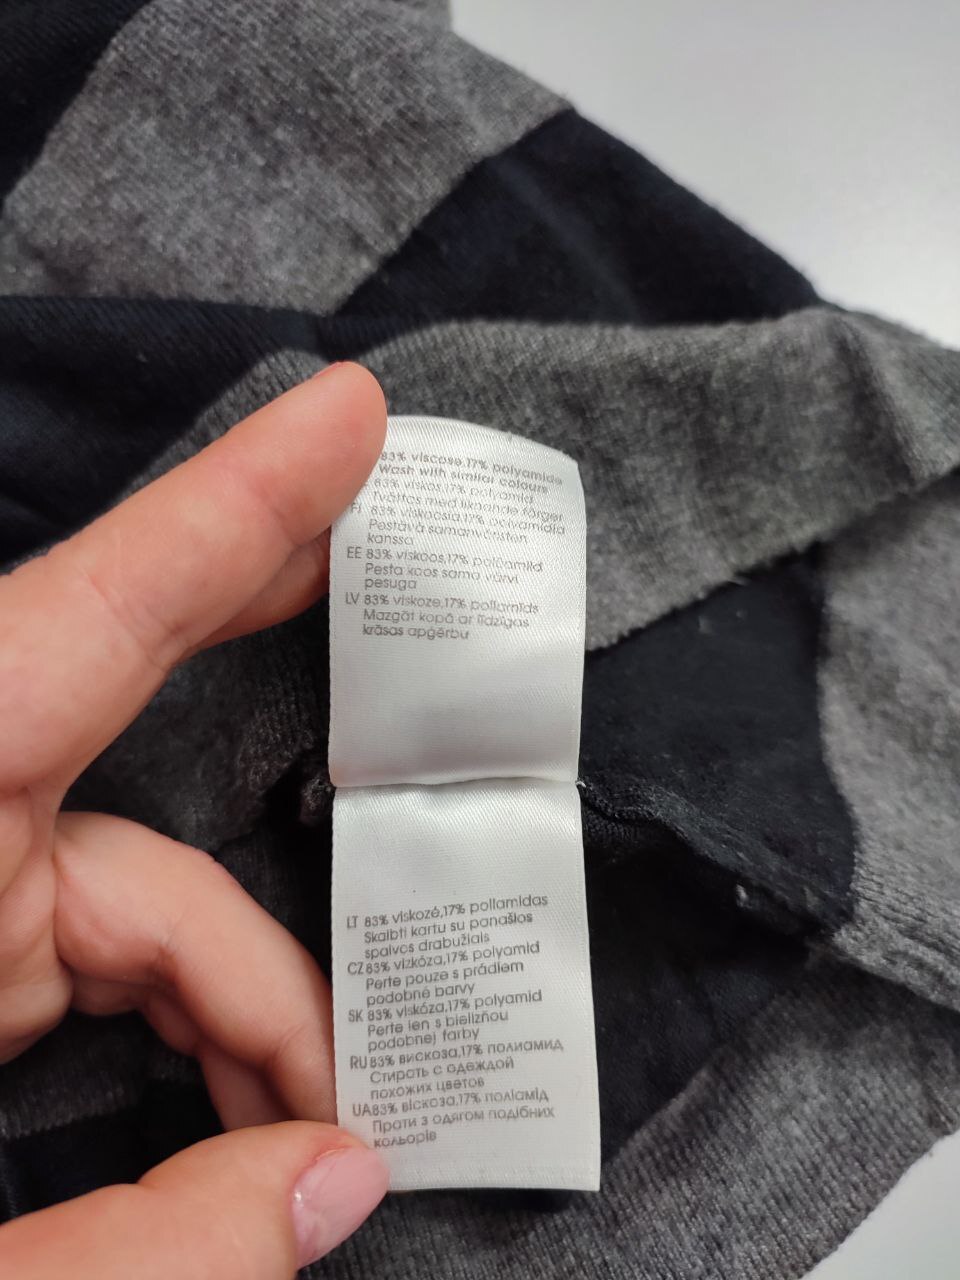 83% viscose,17% polyamide
Wash with similar colours
83% viskos,17% polyamid
Tvättas med liknande färger
FI 83% viskoosia,17% polyamidia
Pestävä samanväristen
kanssa
EE 83% viskoos,17% polüamiid
Pesta koos sama värvi
pesuga
LV 83% viskoze,17% poliamīds
Mazgāt kopā ar līdzīgas
krāsas apģērbu
LT 83% viskozė,17% poliamidas
Skalbti kartu su panašios
spalvos drabužiais
CZ 83% vizkóza,17% polyamid
Perte pouze s prádlem
podobné barvy
SK 83% viskóza,17% polyamid
Perte len s bielizňou
podobnej farby
RU 83% вискоза,17% полиамид
Стирать с одеждой
похожих цветов
UA 83% віскоза,17% поліамід
Прати з одягом подібних
кольорів